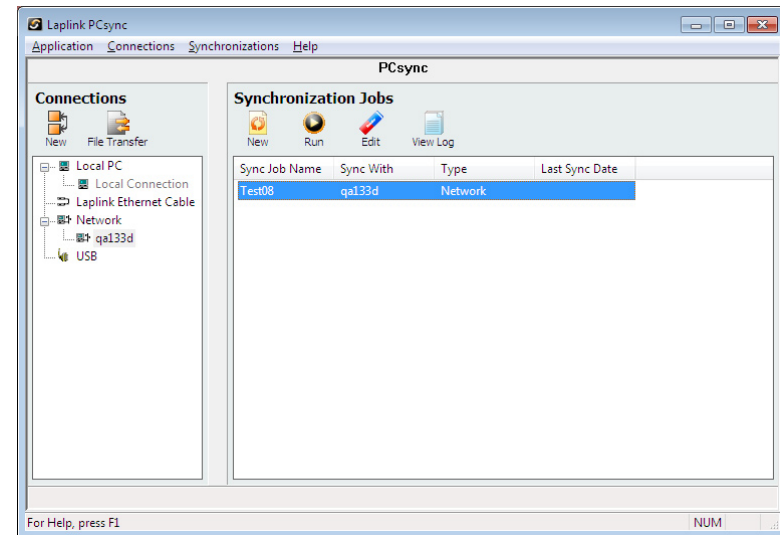 Laplink PCsync
Application Connections Synchronizations Help
PCsync
Connections
New File Transfer
Local PC
Local Connection
Laplink Ethernet Cable
Network
qa133d
USB
Synchronization Jobs
New Run Edit View Log
Sync Job Name Sync With Type Last Sync Date
Test08 qa133d Network
For Help, press F1 NUM